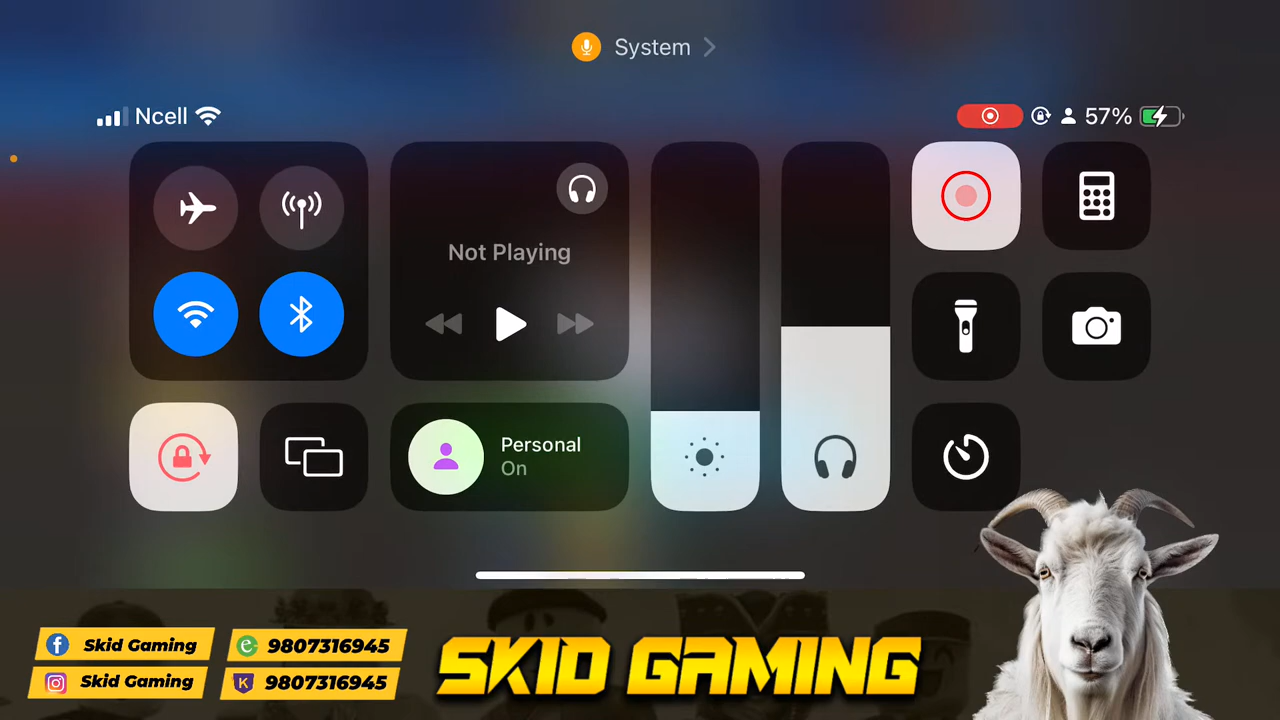 System
Ncell
57%
Not Playing
Personal
On
Skid Gaming
9807316945
Skid Gaming
9807316945
SKID GAMING